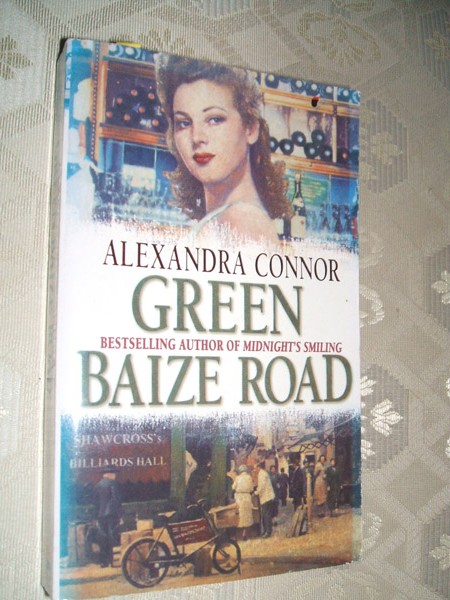 ALEXANDRA CONNOR
GREEN
BESTSELLING AUTHOR OF MIDNIGHT'S SMILING
BAIZE ROAD
SHAWCROSS's
BILLIARDS HALL